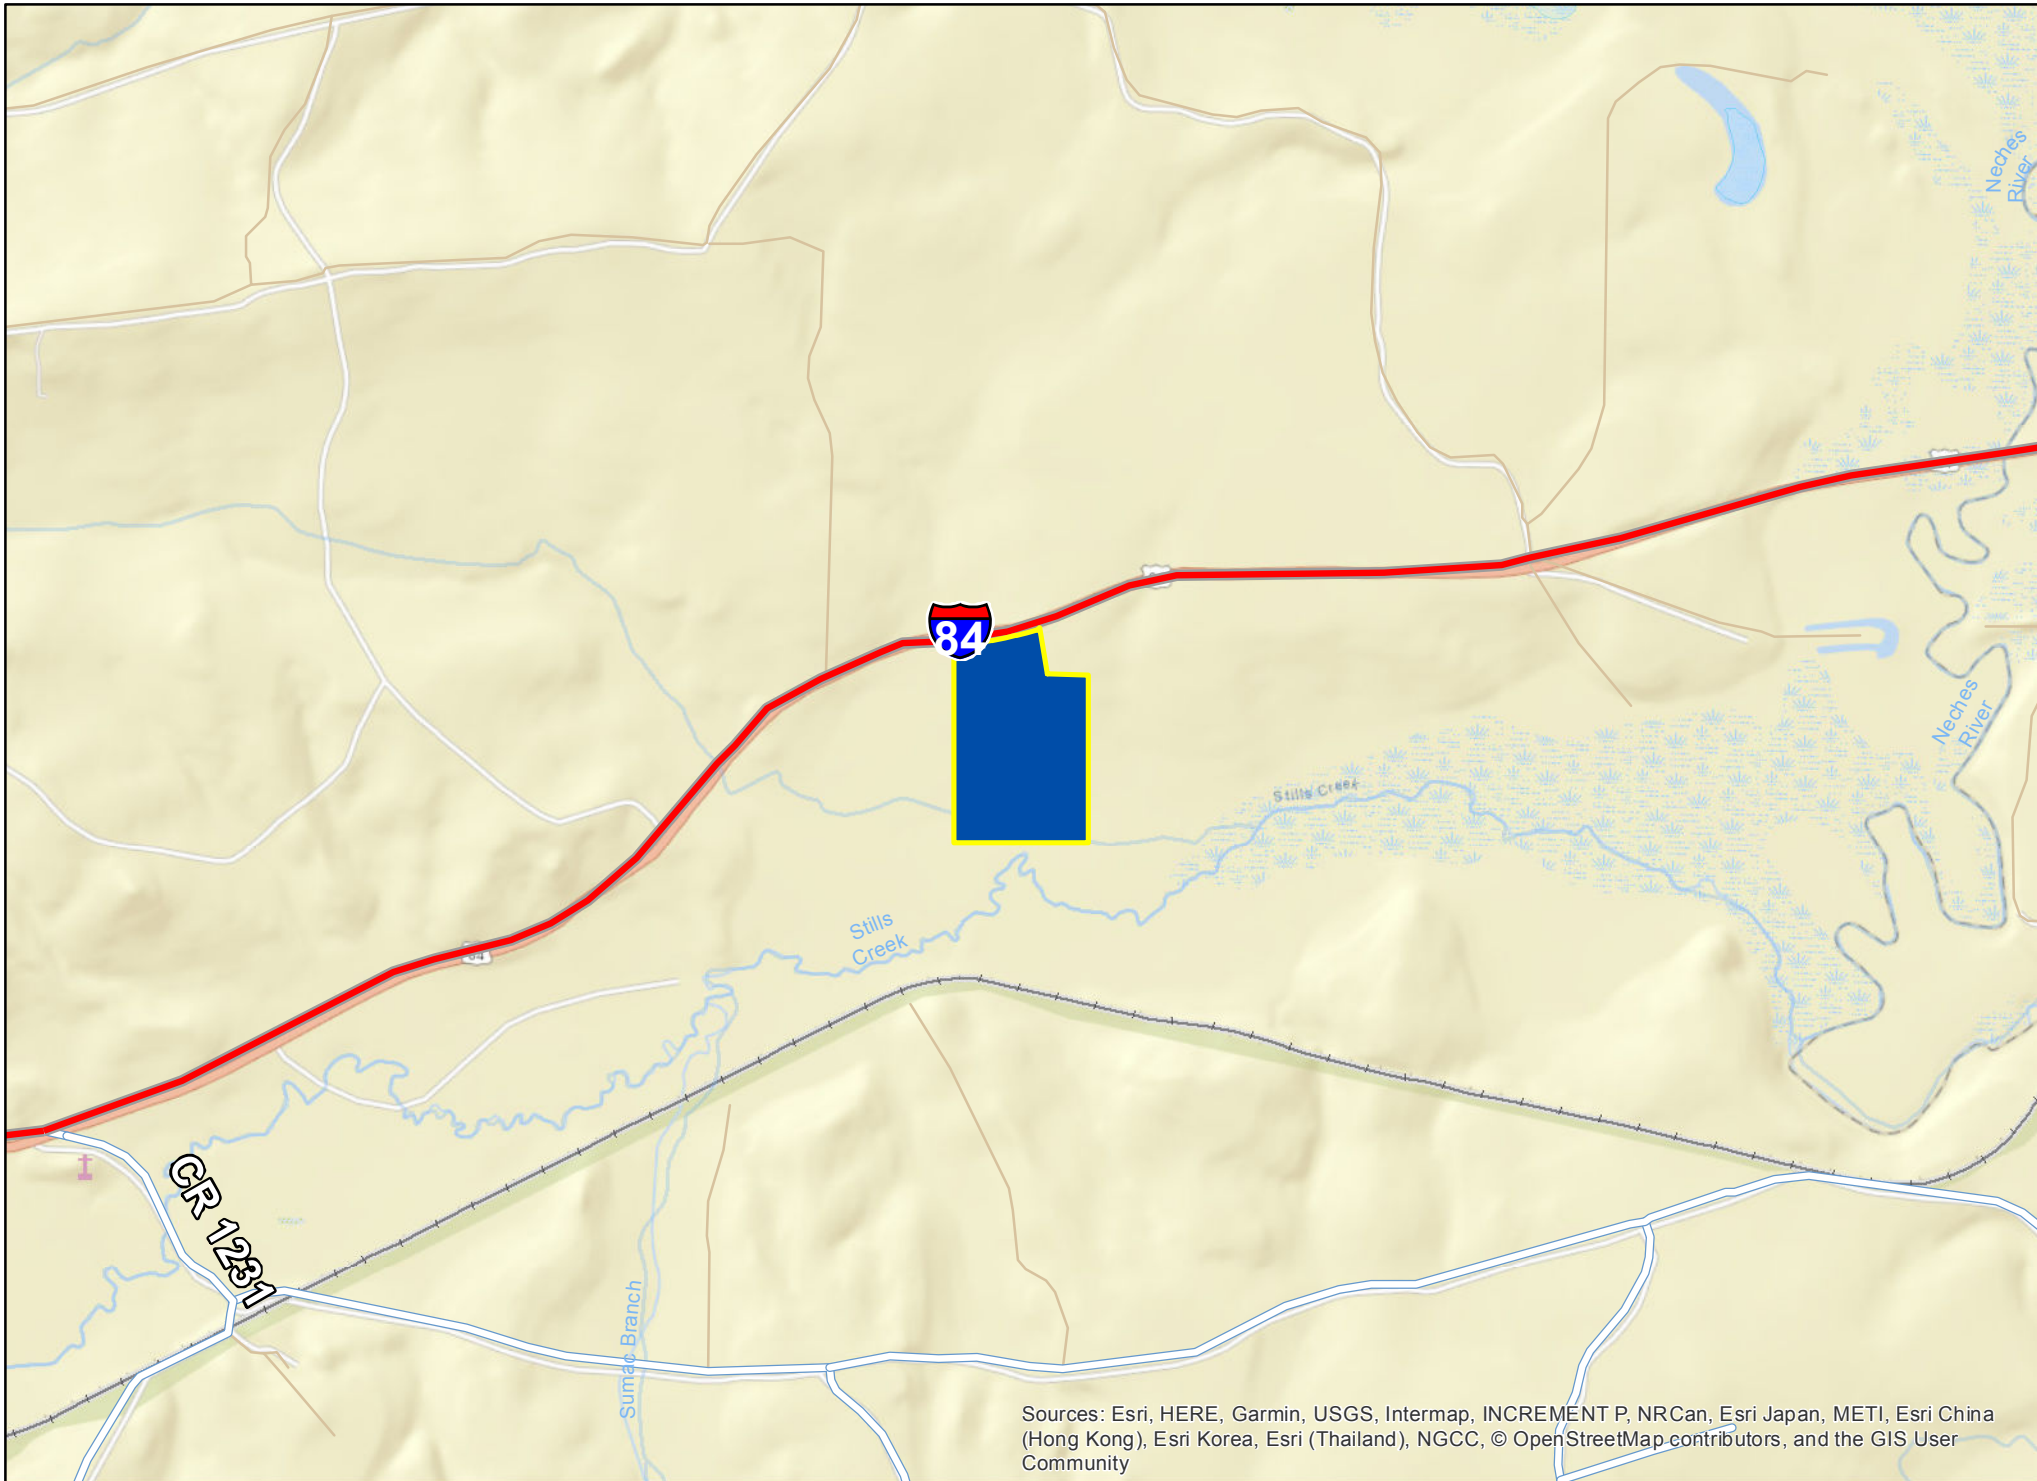 Neches
River
84
Neches
River
Stills Creek
Stills
Creek
84
CR 1231
Sumac Branch
Sources: Esri, HERE, Garmin, USGS, Intermap, INCREMENT P, NRCan, Esri Japan, METI, Esri China
(Hong Kong), Esri Korea, Esri (Thailand), NGCC, © OpenStreetMap contributors, and the GIS User
Community